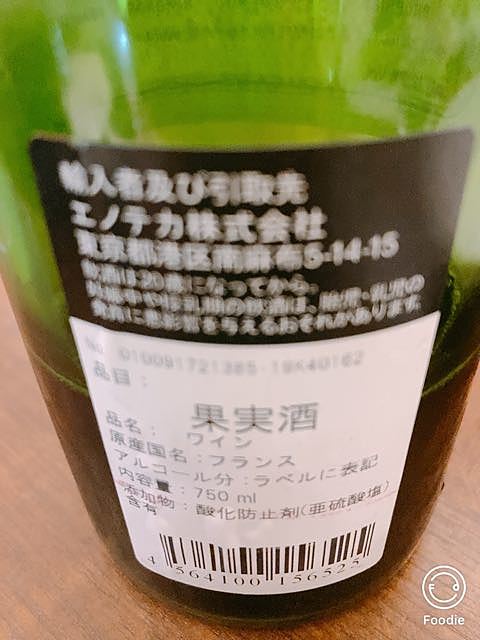 輸入者及び引取先
エノテカ株式会社
東京都港区南麻布5-14-15
飲酒は20歳になってから。
妊娠中や授乳期の飲酒は、胎児・乳児の
発育に悪影響を与えるおそれがあります。
No. 010091721385-19K40162
品目：
果実酒
品名： ワイン
原産国名：フランス
アルコール分：ラベルに表記
内容量：750 ml
添加物：酸化防止剤(亜硫酸塩)
含有
4 564100 156525
Foodie